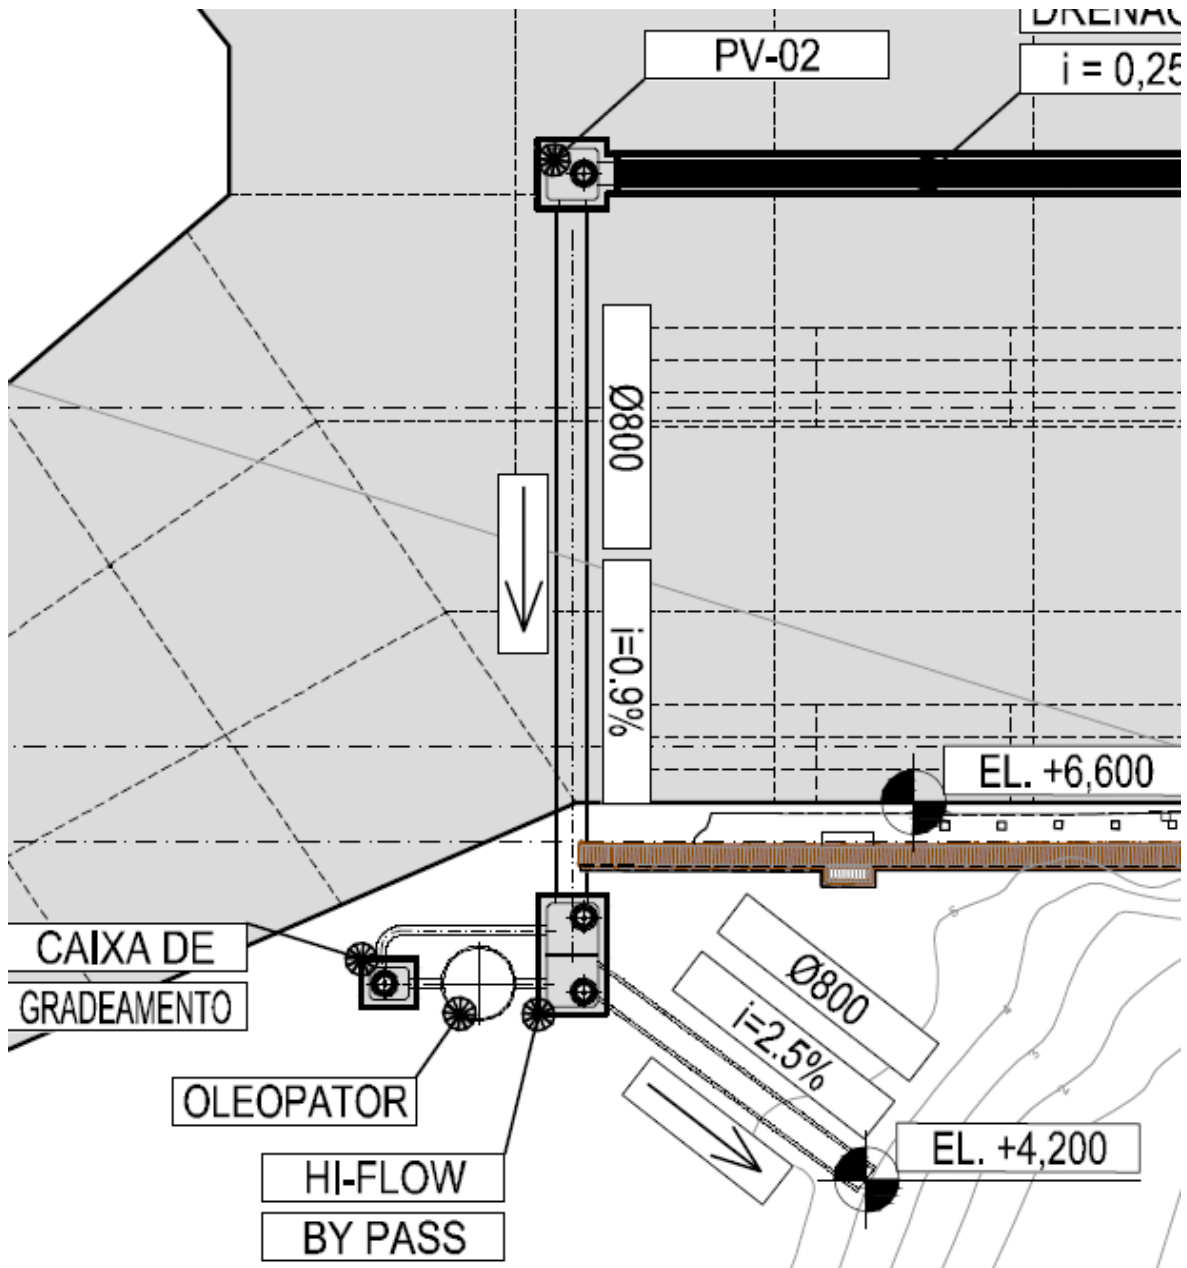 PV-02
i = 0,25
Ø800
i=0.9%
EL. +6,600
CAIXA DE
GRADEAMENTO
Ø800
i=2.5%
OLEOPATOR
EL. +4,200
HI-FLOW
BY PASS